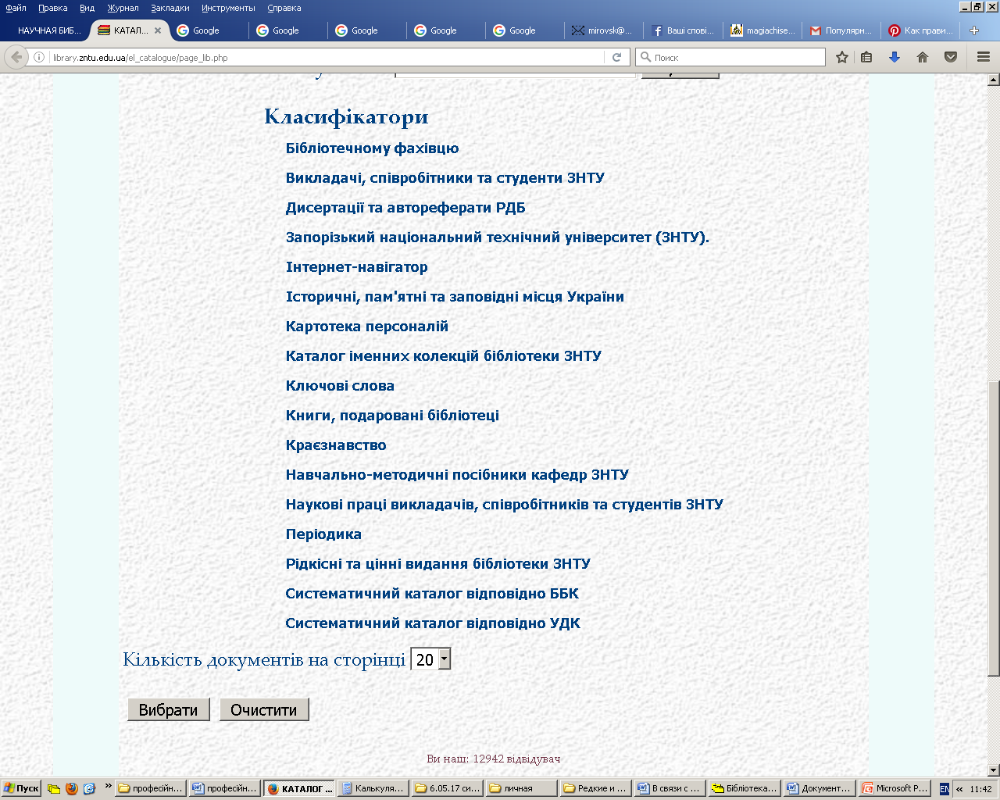 Файл Правка Вид Журнал Закладки Инструменты Справка
НАУЧНАЯ БИБ... КАТАЛ... Google Google Google Google Google mirovsk@... Ваші спові... magiachise... Популярн... Как прави...
library.zntu.edu.ua/el_catalogue/page_lib.php Поиск
Класифікатори
Бібліотечному фахівцю
Викладачі, співробітники та студенти ЗНТУ
Дисертації та автореферати РДБ
Запорізький національний технічний університет (ЗНТУ).
Інтернет-навігатор
Історичні, пам'ятні та заповідні місця України
Картотека персоналій
Каталог іменних колекцій бібліотеки ЗНТУ
Ключові слова
Книги, подаровані бібліотеці
Краєзнавство
Навчально-методичні посібники кафедр ЗНТУ
Наукові праці викладачів, співробітників та студентів ЗНТУ
Періодика
Рідкісні та цінні видання бібліотеки ЗНТУ
Систематичний каталог відповідно ББК
Систематичний каталог відповідно УДК
Кількість документів на сторінці 20
Вибрати Очистити
Ви наш: 12942 відвідувач
Пуск » професійн... професійн... КАТАЛОГ ... Калькуля... 6.05.17 си... личная Редкие и ... В связи с ... Бібліотека... Документ... Microsoft P... EN « 11:42